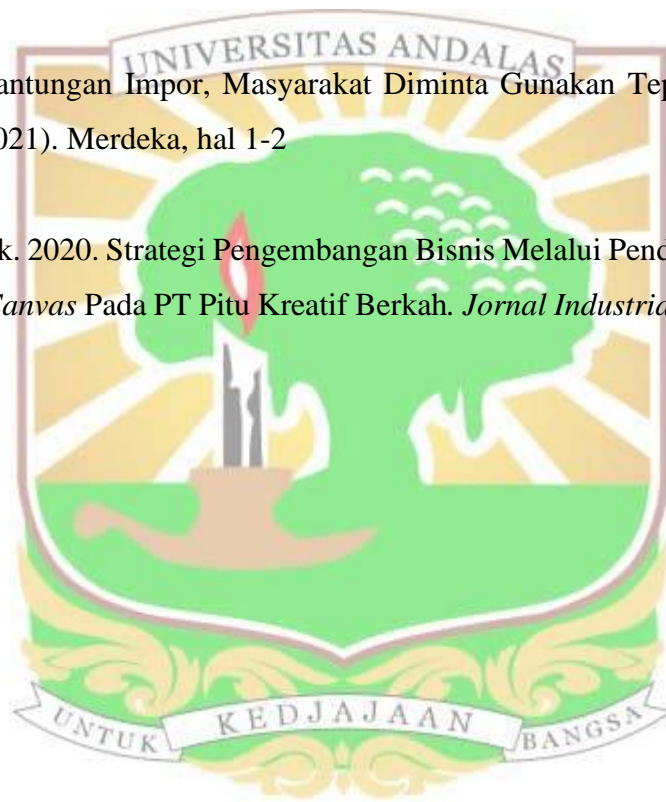 UNIVERSITAS ANDALAS
antungan Impor, Masyarakat Diminta Gunakan Tep
021). Merdeka, hal 1-2
k. 2020. Strategi Pengembangan Bisnis Melalui Pend
Canvas Pada PT Pitu Kreatif Berkah. Jornal Industria
UNTUK KEDJAJAAN BANGSA